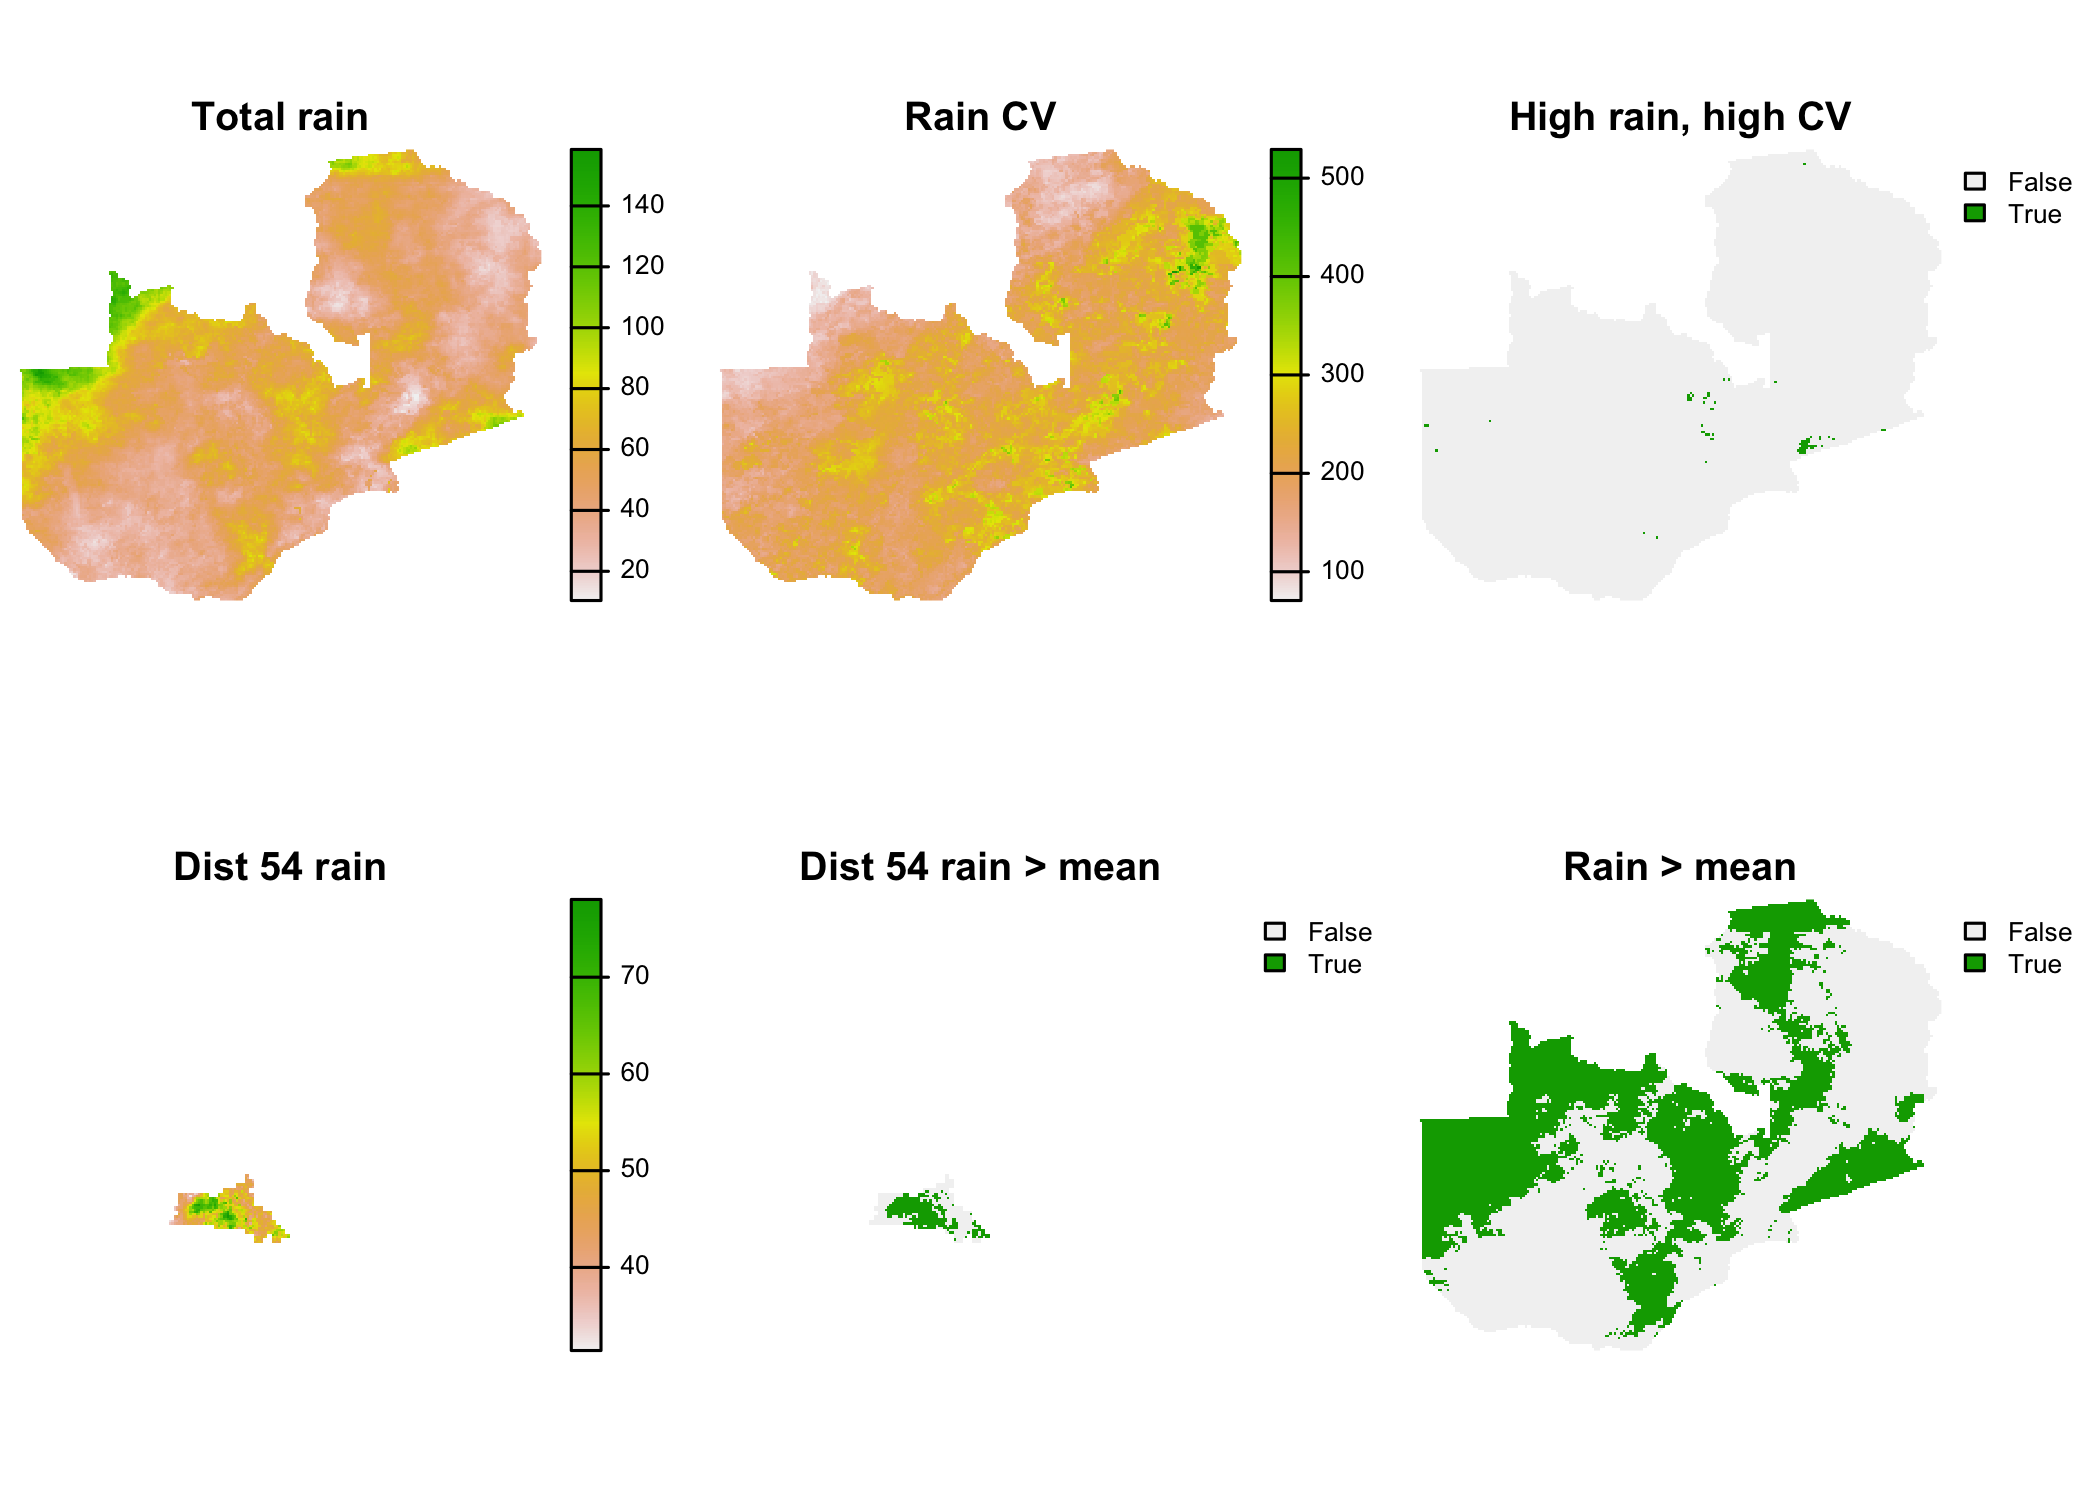 Total rain
140
120
100
80
60
40
20
Rain CV
500
400
300
200
100
High rain, high CV
False
True
Dist 54 rain
70
60
50
40
Dist 54 rain > mean
False
True
Rain > mean
False
True